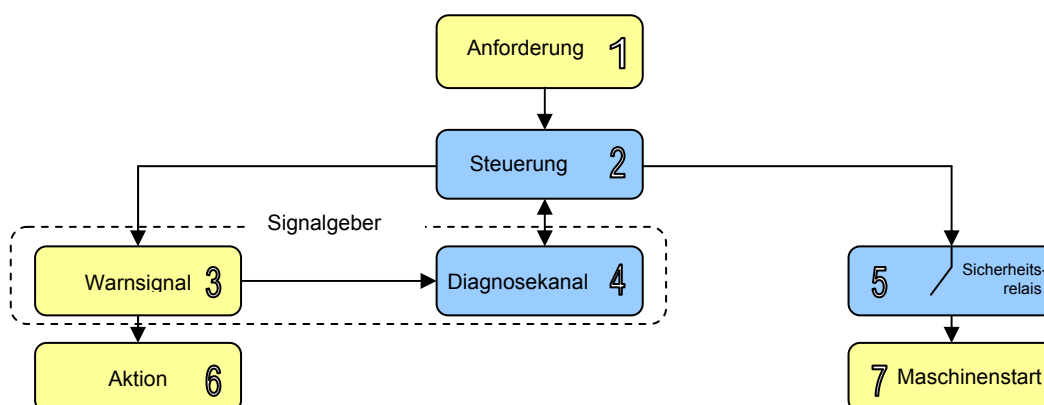 Anforderung 1
Steuerung 2
Signalgeber
Warnsignal 3
Diagnosekanal 4
5 Sicherheits-
relais
Aktion 6
7 Maschinenstart